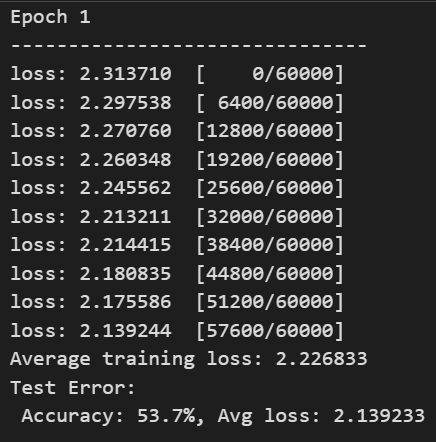 Epoch 1
-------------------------------
loss: 2.313710  [    0/60000]
loss: 2.297538  [ 6400/60000]
loss: 2.270760  [12800/60000]
loss: 2.260348  [19200/60000]
loss: 2.245562  [25600/60000]
loss: 2.213211  [32000/60000]
loss: 2.214415  [38400/60000]
loss: 2.180835  [44800/60000]
loss: 2.175586  [51200/60000]
loss: 2.139244  [57600/60000]
Average training loss: 2.226833
Test Error:
 Accuracy: 53.7%, Avg loss: 2.139233